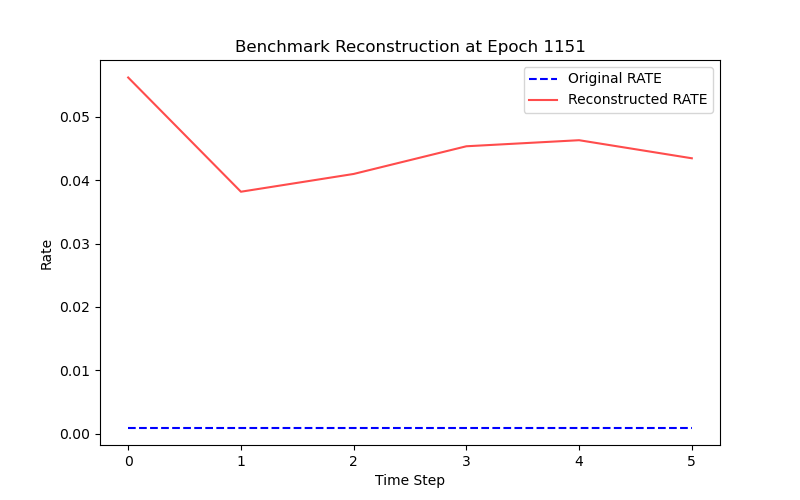 Benchmark Reconstruction at Epoch 1151
Original RATE
Reconstructed RATE
Rate
0.05
0.04
0.03
0.02
0.01
0.00
0 1 2 3 4 5
Time Step